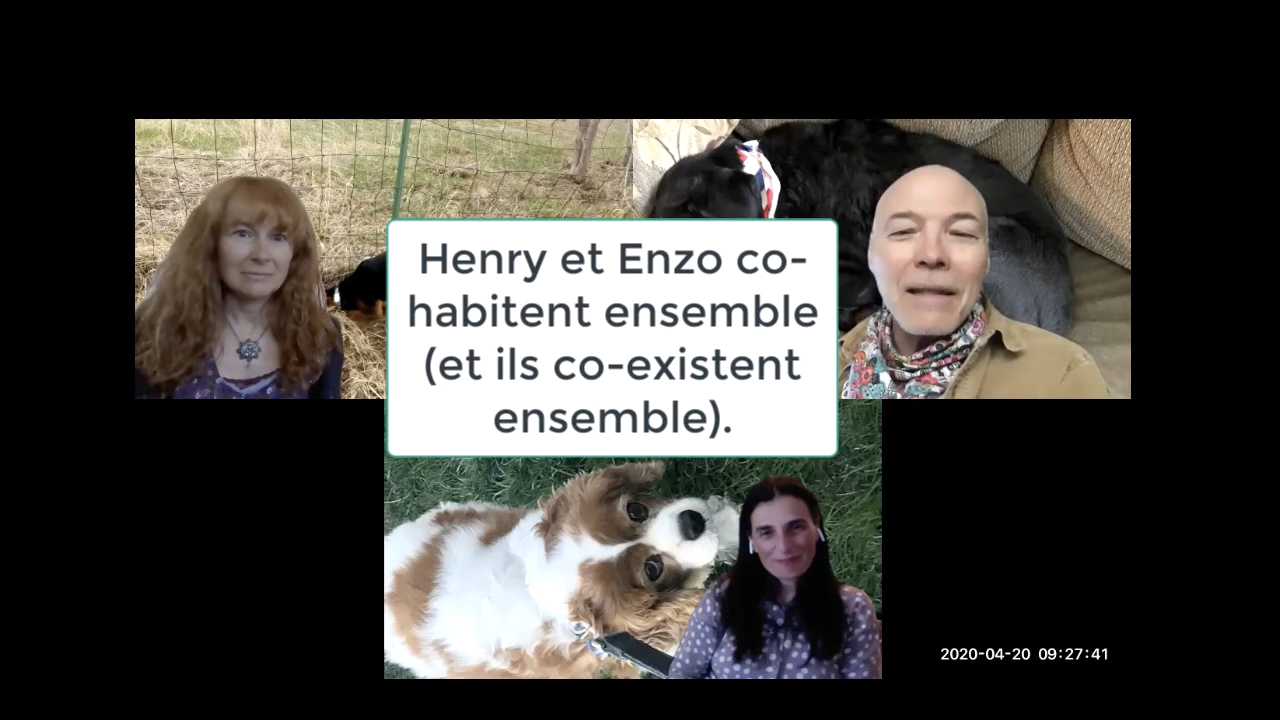 Henry et Enzo co-
habitent ensemble
(et ils co-existent
ensemble).
2020-04-20 09:27:41